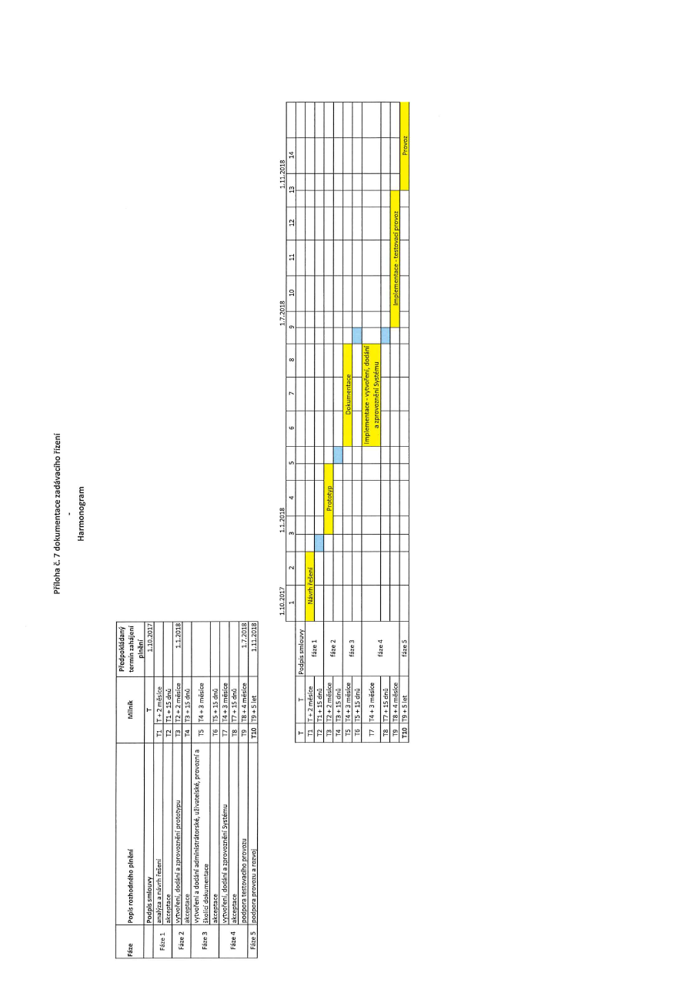 Příloha č. 7 dokumentace zadávacího řízení
-
Harmonogram
Fáze Popis rozhodného plnění Milník Předpokládaný termín zahájení plnění
Podpis smlouvy T 1.10.2017
Fáze 1 analýza a návrh řešení T1 T + 2 měsíce
akceptace T2 T1 + 15 dnů
Fáze 2 vytvoření, dodání a zprovoznění prototypu T3 T2 + 2 měsíce 1.1.2018
akceptace T4 T3 + 15 dnů
Fáze 3 vytvoření a dodání administrátorské, uživatelské, provozní a školící dokumentace T5 T4 + 3 měsíce
akceptace T6 T5 + 15 dnů
Fáze 4 vytvoření, dodání a zprovoznění Systému T7 T4 + 3 měsíce
akceptace T8 T7 + 15 dnů
podpora testovacího provozu T9 T8 + 4 měsíce 1.7.2018
Fáze 5 podpora provozu a rozvoj T10 T9 + 5 let 1.11.2018
1.10.2017 1.1.2018 1.7.2018 1.11.2018
1 2 3 4 5 6 7 8 9 10 11 12 13 14
T T Podpis smlouvy
T1 T + 2 měsíce fáze 1 Návrh řešení
T2 T1 + 15 dnů
T3 T2 + 2 měsíce fáze 2 Prototyp
T4 T3 + 15 dnů
T5 T4 + 3 měsíce fáze 3 Dokumentace
T6 T5 + 15 dnů
T7 T4 + 3 měsíce fáze 4 Implementace - vytvoření, dodání
a zprovoznění Systému
T8 T7 + 15 dnů
T9 T8 + 4 měsíce Implementace - testovací provoz
T10 T9 + 5 let fáze 5 Provoz